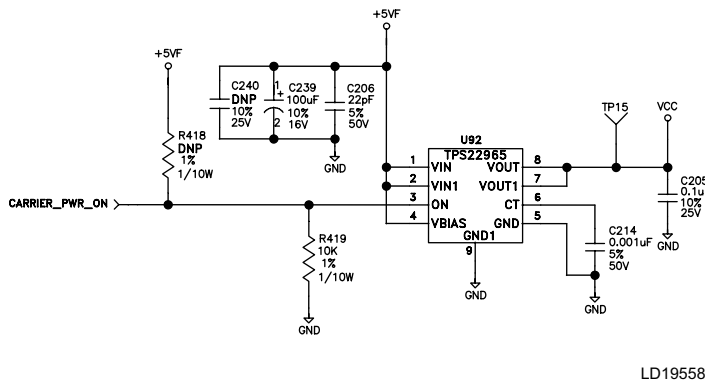 +5VF
+5VF
C240
DNP
10%
25V
1
+
2
C239
100uF
10%
16V
C206
22pF
5%
50V
GND
R418
DNP
1%
1/10W
CARRIER_PWR_ON
R419
10K
1%
1/10W
GND
U92
TPS22965
1 VIN VOUT 8
2 VIN1 VOUT1 7
3 ON CT 6
4 VBIAS GND 5
GND1
9
GND
C214
0.001uF
5%
50V
GND
TP15
VCC
C205
0.1u
10%
25V
GND
LD19558